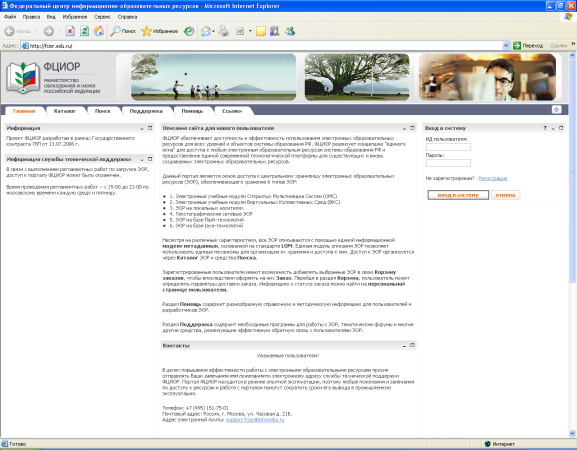 Федеральный центр информационно-образовательных ресурсов - Microsoft Internet Explorer
Файл Правка Вид Избранное Сервис Справка
Назад Поиск Избранное
Адрес: http://fcior.edu.ru/ Переход Ссылки
ФЦИОР
МИНИСТЕРСТВО
ОБРАЗОВАНИЯ И НАУКИ
РОССИЙСКОЙ ФЕДЕРАЦИИ
Главная Каталог Поиск Поддержка Помощь Ссылки
Информация
Проект ФЦИОР разработан в рамках Государственного
контракта 78П от 13.07.2006 г.
Информация службы технической поддержки
В связи с выполнением регламентных работ по загрузке ЭОР,
доступ к порталу ФЦИОР может быть ограничен.
Время проведения регламентных работ – с 15-00 до 21-00 по
московскому времени каждую среду и пятницу.
Описание сайта для нового пользователя
ФЦИОР обеспечивает доступность и эффективность использования электронных образовательных
ресурсов для всех уровней и объектов системы образования РФ. ФЦИОР реализует концепцию "единого
окна" для доступа к любым электронным образовательным ресурсам системы образования РФ и
предоставление единой современной технологической платформы для существующих и вновь
создаваемых электронных образовательных ресурсов.
Данный портал является окном доступа к центральному хранилищу электронных образовательных
ресурсов (ЭОР), обеспечивающего хранение 6 типов ЭОР:
• 1. Электронные учебные модули Открытых Мультимедиа Систем (ОМС)
• 2. Электронные учебные модули Виртуальных Коллективных Сред (ВКС)
• 3. ЭОР на локальных носителях
• 4. Текстографические сетевые ЭОР
• 5. ЭОР на базе flash-технологий
• 6. ЭОР на базе java-технологий
Несмотря на различные характеристики, все ЭОР описываются с помощью единой информационной
модели метаданных, основанной на стандарте LOM. Единая модель описания ЭОР позволяет
использовать единые механизмы для организации их хранения и доступа к ним. Доступ к ЭОР организуется
через Каталог ЭОР и средства Поиска.
Зарегистрированные пользователи имеют возможность добавлять выбранные ЭОР в свою Корзину
заказов, чтобы впоследствии оформить на них Заказ. Перейдя в раздел Корзина, пользователь может
определить параметры доставки заказа. Информацию о статусе заказа можно найти на персональной
странице пользователя.
Раздел Помощь содержит разнообразную справочную и методическую информацию для пользователей и
разработчиков ЭОР.
Раздел Поддержка содержит необходимые программы для работы с ЭОР, тематические форумы и многие
другие средства, реализующие эффективную обратную связь с пользователями ЭОР.
Контакты
Уважаемые пользователи!
В целях повышения эффективности работы с электронными образовательными ресурсами просим
отправлять Ваши замечания или пожелания по электронному адресу службы технической поддержки
ФЦИОР. Портал ФЦИОР находится в режиме опытной эксплуатации, поэтому любые пожелания и замечания
по доступу к ресурсам и работе с порталом помогут сократить сроки его вывода в промышленную
эксплуатацию.
Телефон: +7 (495) 151-75-01
Почтовый адрес: Россия, г. Москва, ул. Часовая д. 21Б.
Адрес электронной почты: support-fcior@informika.ru
Вход в систему
ИД пользователя:
Пароль:
Не зарегистрирован? Регистрация
вход в систему отмена
Готово Интернет